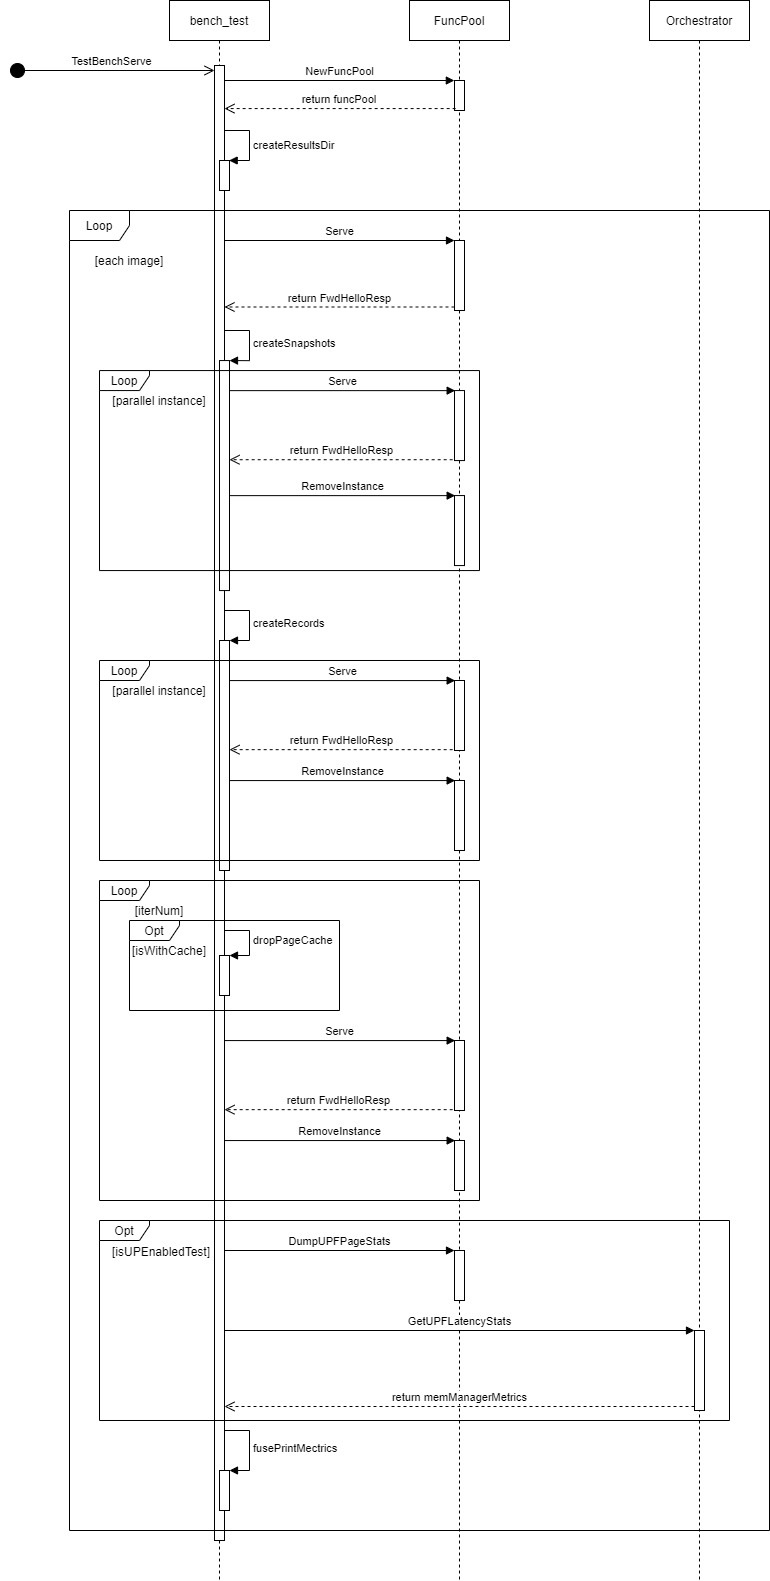 bench_test
FuncPool
Orchestrator
TestBenchServe
NewFuncPool
return funcPool
createResultsDir
Loop
[each image]
Serve
return FwdHelloResp
createSnapshots
Loop
[parallel instance]
Serve
return FwdHelloResp
RemoveInstance
createRecords
Loop
[parallel instance]
Serve
return FwdHelloResp
RemoveInstance
Loop
[iterNum]
Opt
[isWithCache]
dropPageCache
Serve
return FwdHelloResp
RemoveInstance
Opt
[isUPEnabledTest]
DumpUPFPageStats
GetUPFLatencyStats
return memManagerMetrics
fusePrintMectrics